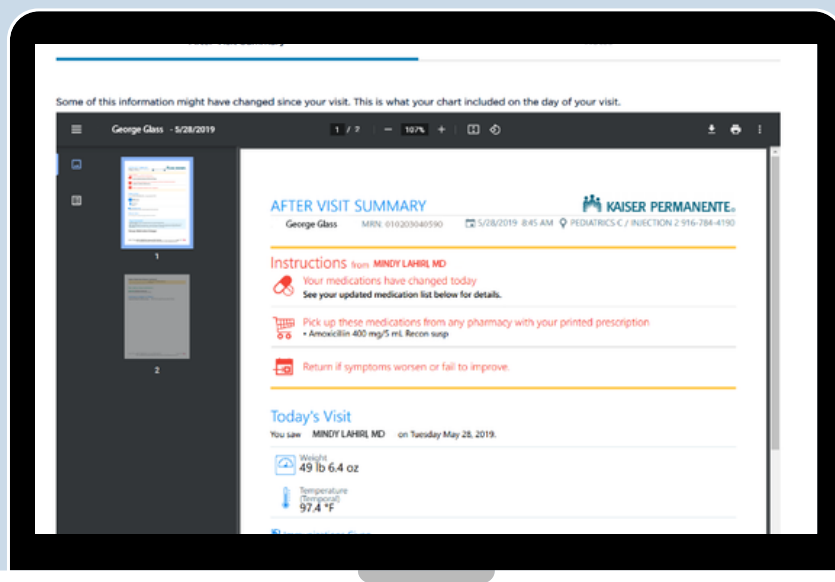 Some of this information might have changed since your visit. This is what your chart included on the day of your visit.
George Glass - 5/28/2019
1 / 2
107%
1
2
AFTER VISIT SUMMARY
KAISER PERMANENTE®
George Glass MRN: 010203040590 5/28/2019 8:45 AM PEDIATRICS-C / INJECTION 2 916-784-4190
Instructions from MINDY LAHIRI, MD
Your medications have changed today
See your updated medication list below for details.
Pick up these medications from any pharmacy with your printed prescription
• Amoxicillin 400 mg/5 mL Recon susp
Return if symptoms worsen or fail to improve.
Today's Visit
You saw MINDY LAHIRI, MD on Tuesday May 28, 2019.
Weight
49 lb 6.4 oz
Temperature
(Temporal)
97.4 °F